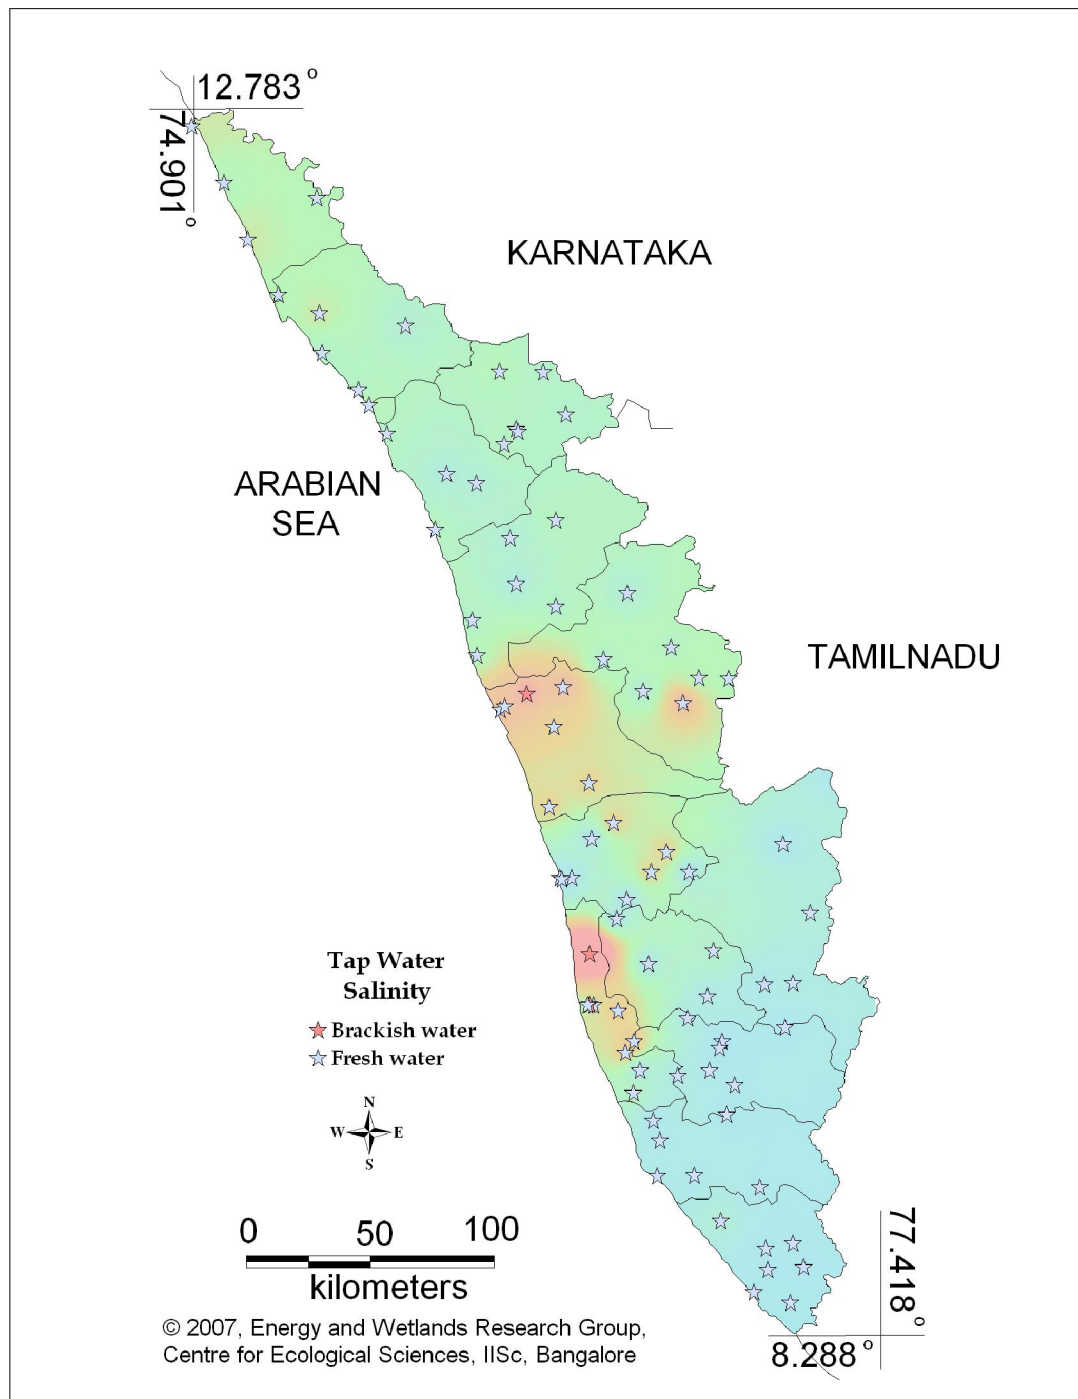 12.783°
74.901°
KARNATAKA
ARABIAN
SEA
TAMILNADU
Tap Water
Salinity
Brackish water
Fresh water
N
W E
S
0 50 100
kilometers
77.418°
8.288°
© 2007, Energy and Wetlands Research Group,
Centre for Ecological Sciences, IISc, Bangalore